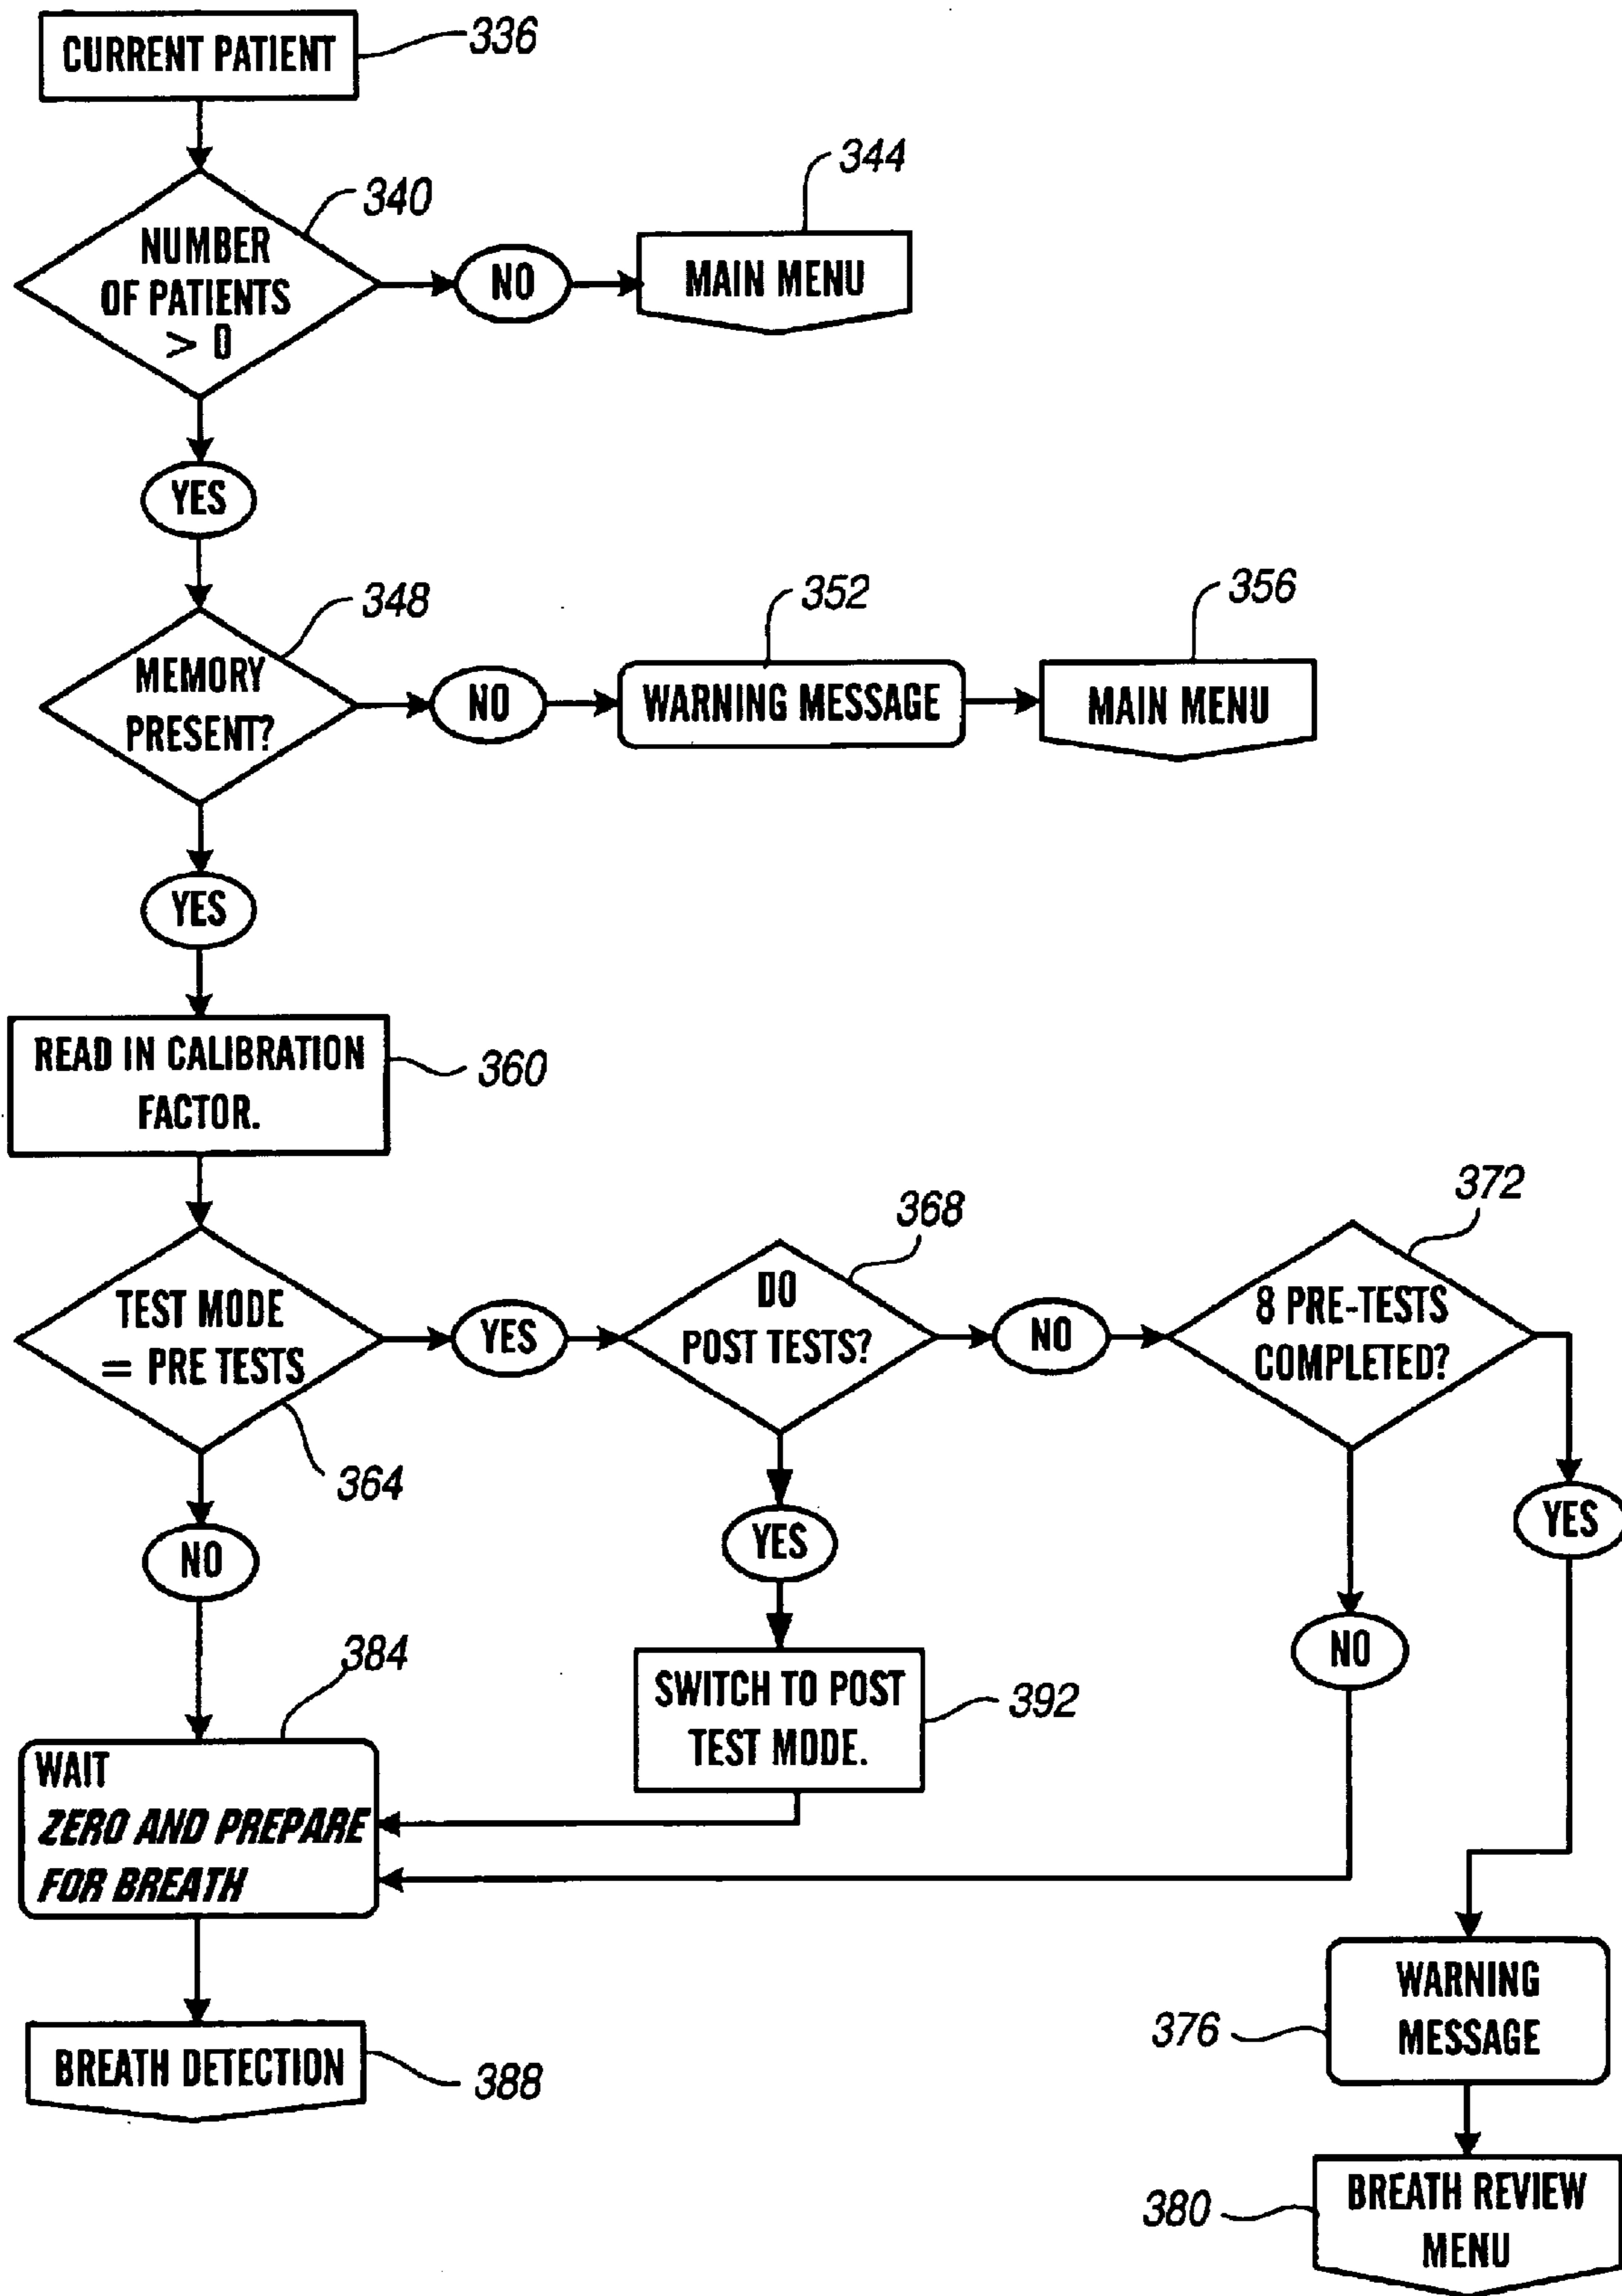 CURRENT PATIENT
336
340
NUMBER
OF PATIENTS
> 0
NO
344
MAIN MENU
YES
348
MEMORY
PRESENT?
NO
352
WARNING MESSAGE
356
MAIN MENU
YES
READ IN CALIBRATION
FACTOR.
360
TEST MODE
= PRE TESTS
364
YES
368
DO
POST TESTS?
NO
372
8 PRE-TESTS
COMPLETED?
YES
NO
YES
NO
384
SWITCH TO POST
TEST MODE.
392
WAIT
ZERO AND PREPARE
FOR BREATH
WARNING
MESSAGE
376
BREATH DETECTION
388
BREATH REVIEW
MENU
380